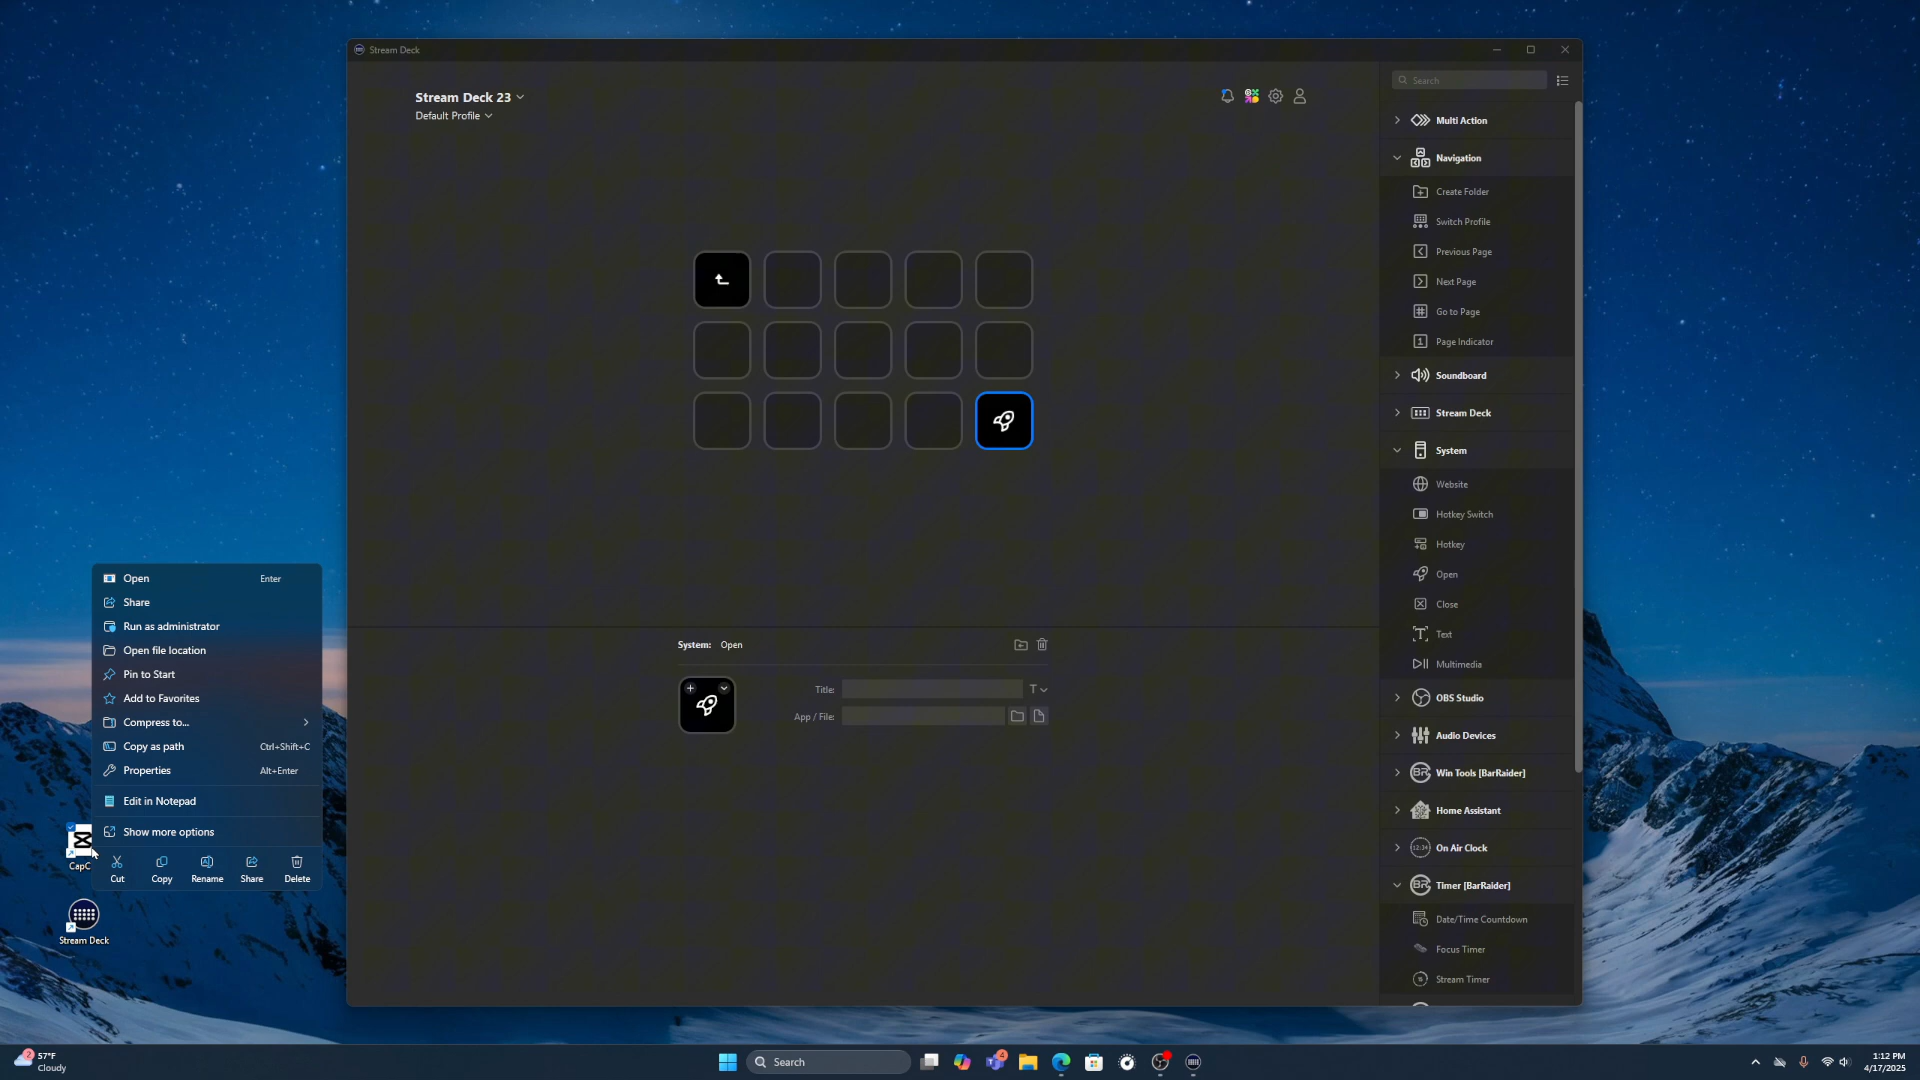 Stream Deck
Stream Deck 23
Default Profile
Search
Multi Action
Navigation
Create Folder
Switch Profile
Previous Page
Next Page
Go to Page
Page Indicator
Soundboard
Stream Deck
System
Website
Hotkey Switch
Hotkey
Open
Close
Text
Multimedia
OBS Studio
Audio Devices
Win Tools [BarRaider]
Home Assistant
12:34 On Air Clock
Timer [BarRaider]
Date/Time Countdown
Focus Timer
Stream Timer
System: Open
Title:
T
App / File:
Open Enter
Share
Run as administrator
Open file location
Pin to Start
Add to Favorites
Compress to...
Copy as path Ctrl+Shift+C
Properties Alt+Enter
Edit in Notepad
Show more options
Cut Copy Rename Share Delete
CapC
Stream Deck
57°F
Cloudy
Search
4
1:12 PM
4/17/2025